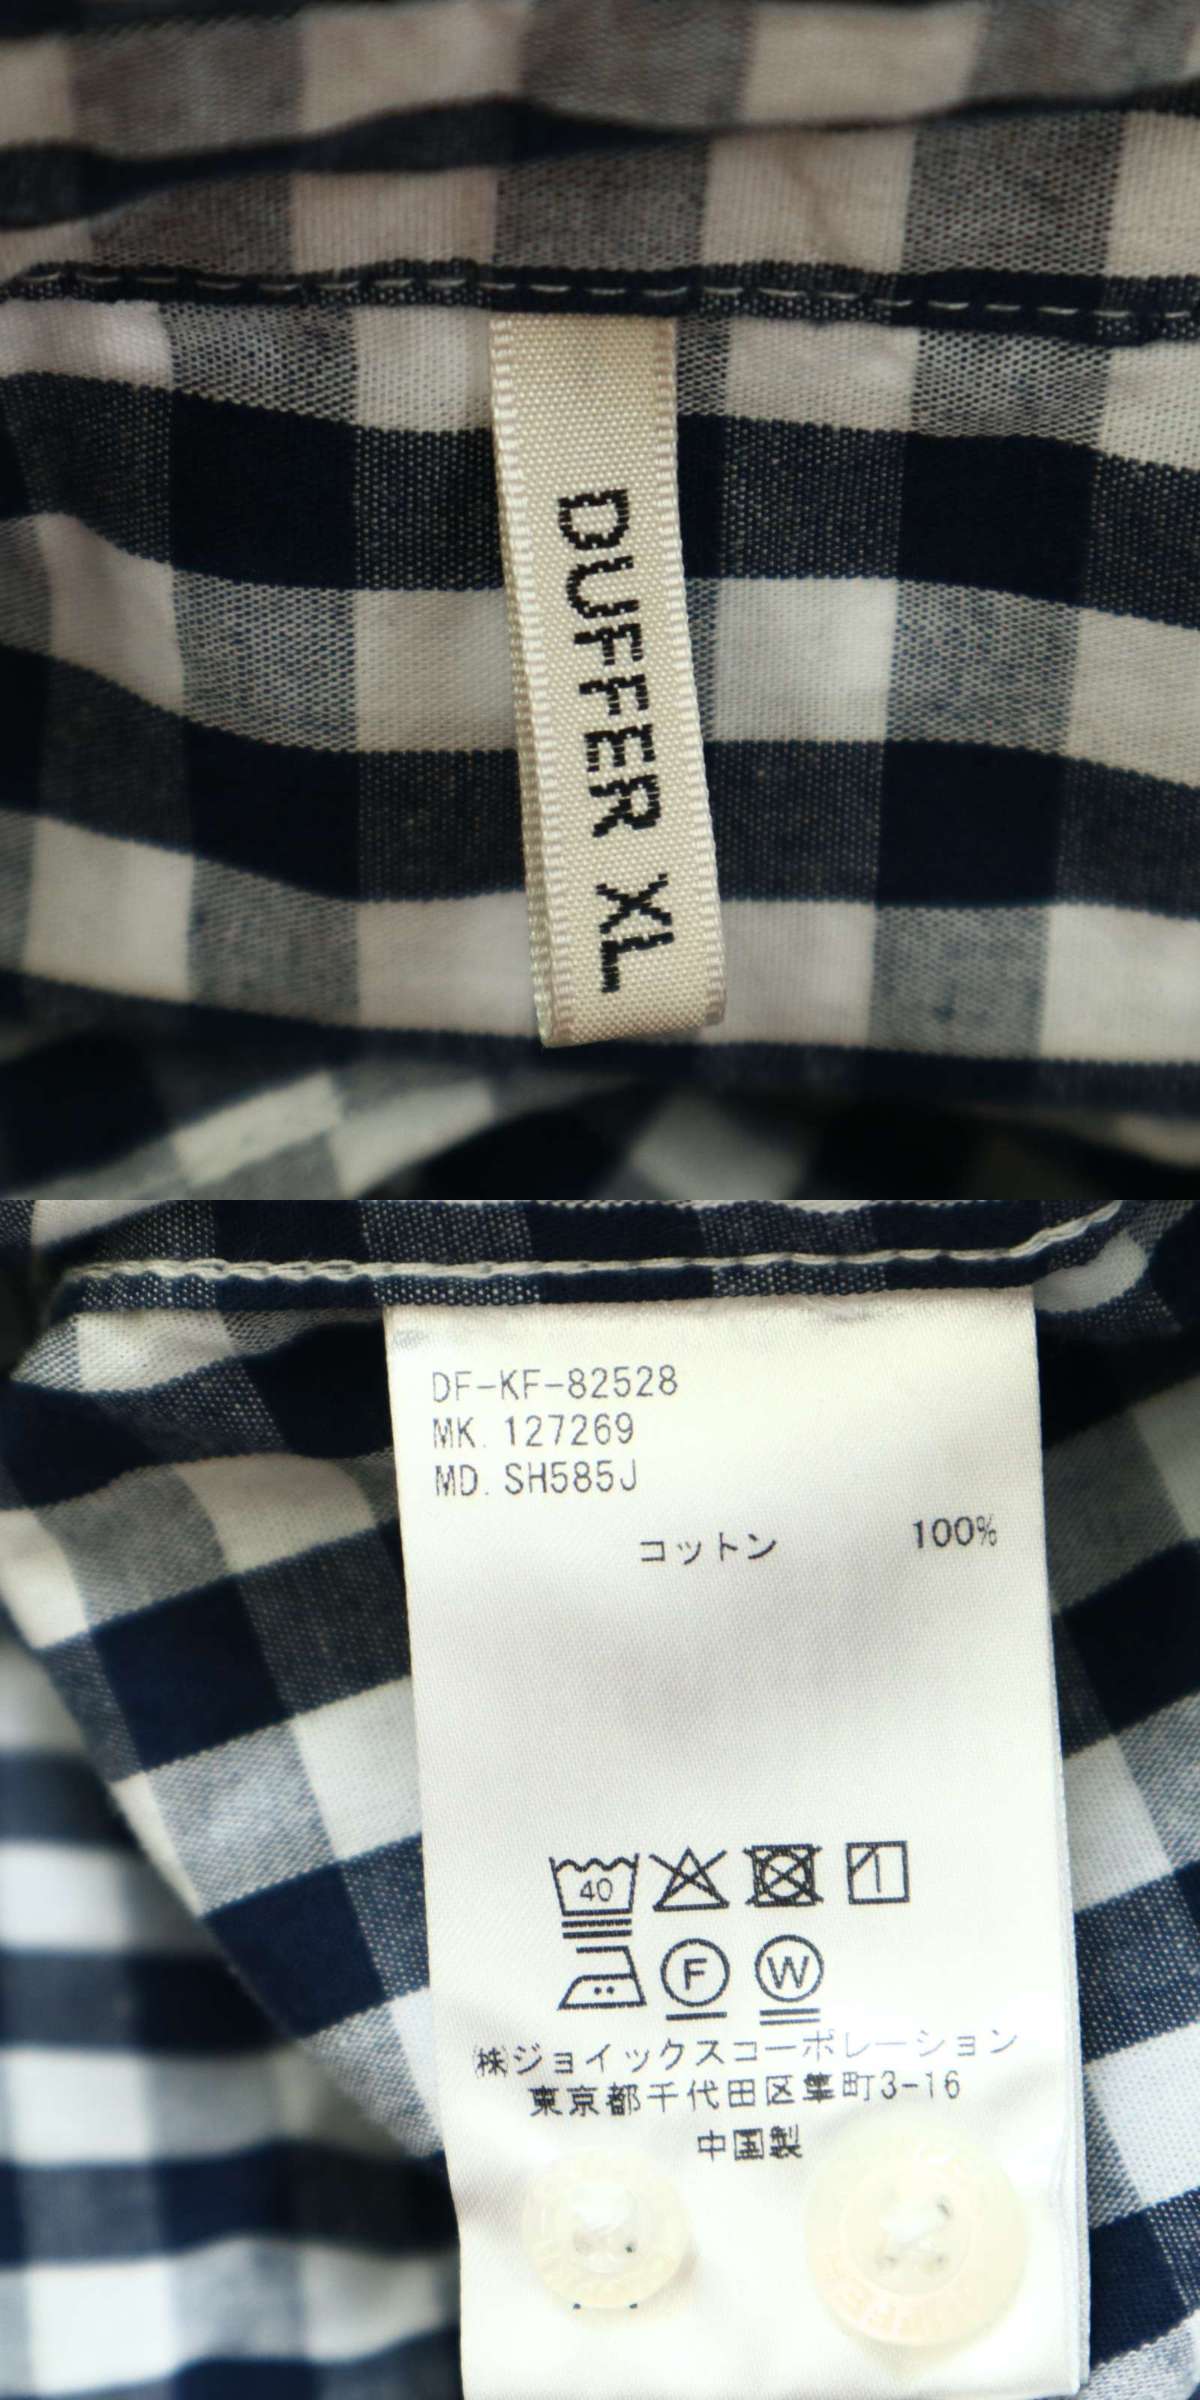 DUFFER XL
DF-KF-82528
MK. 127269
MD. SH585J
コットン 100%
40
F
W
㈱ジョイックスコーポレーション
東京都千代田区隼町3-16
中国製